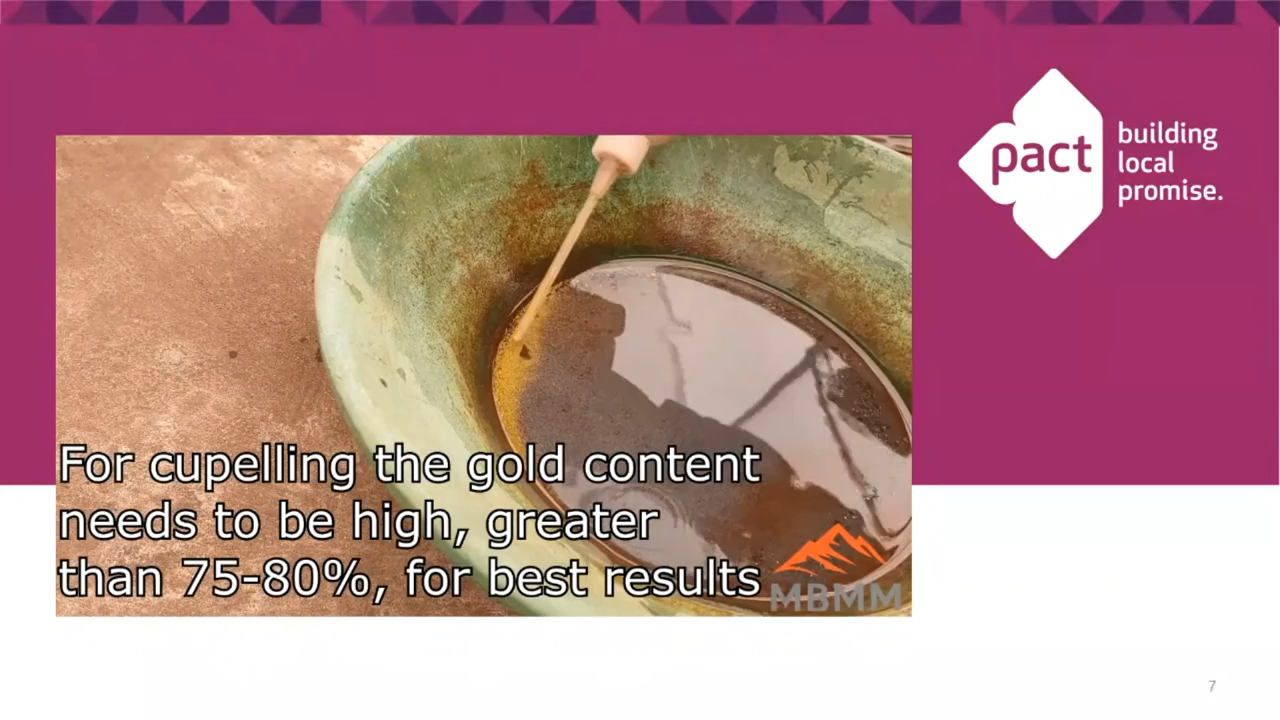 pact
building
local
promise.
For cupelling the gold content
needs to be high, greater
than 75-80%, for best results
MBMM
7